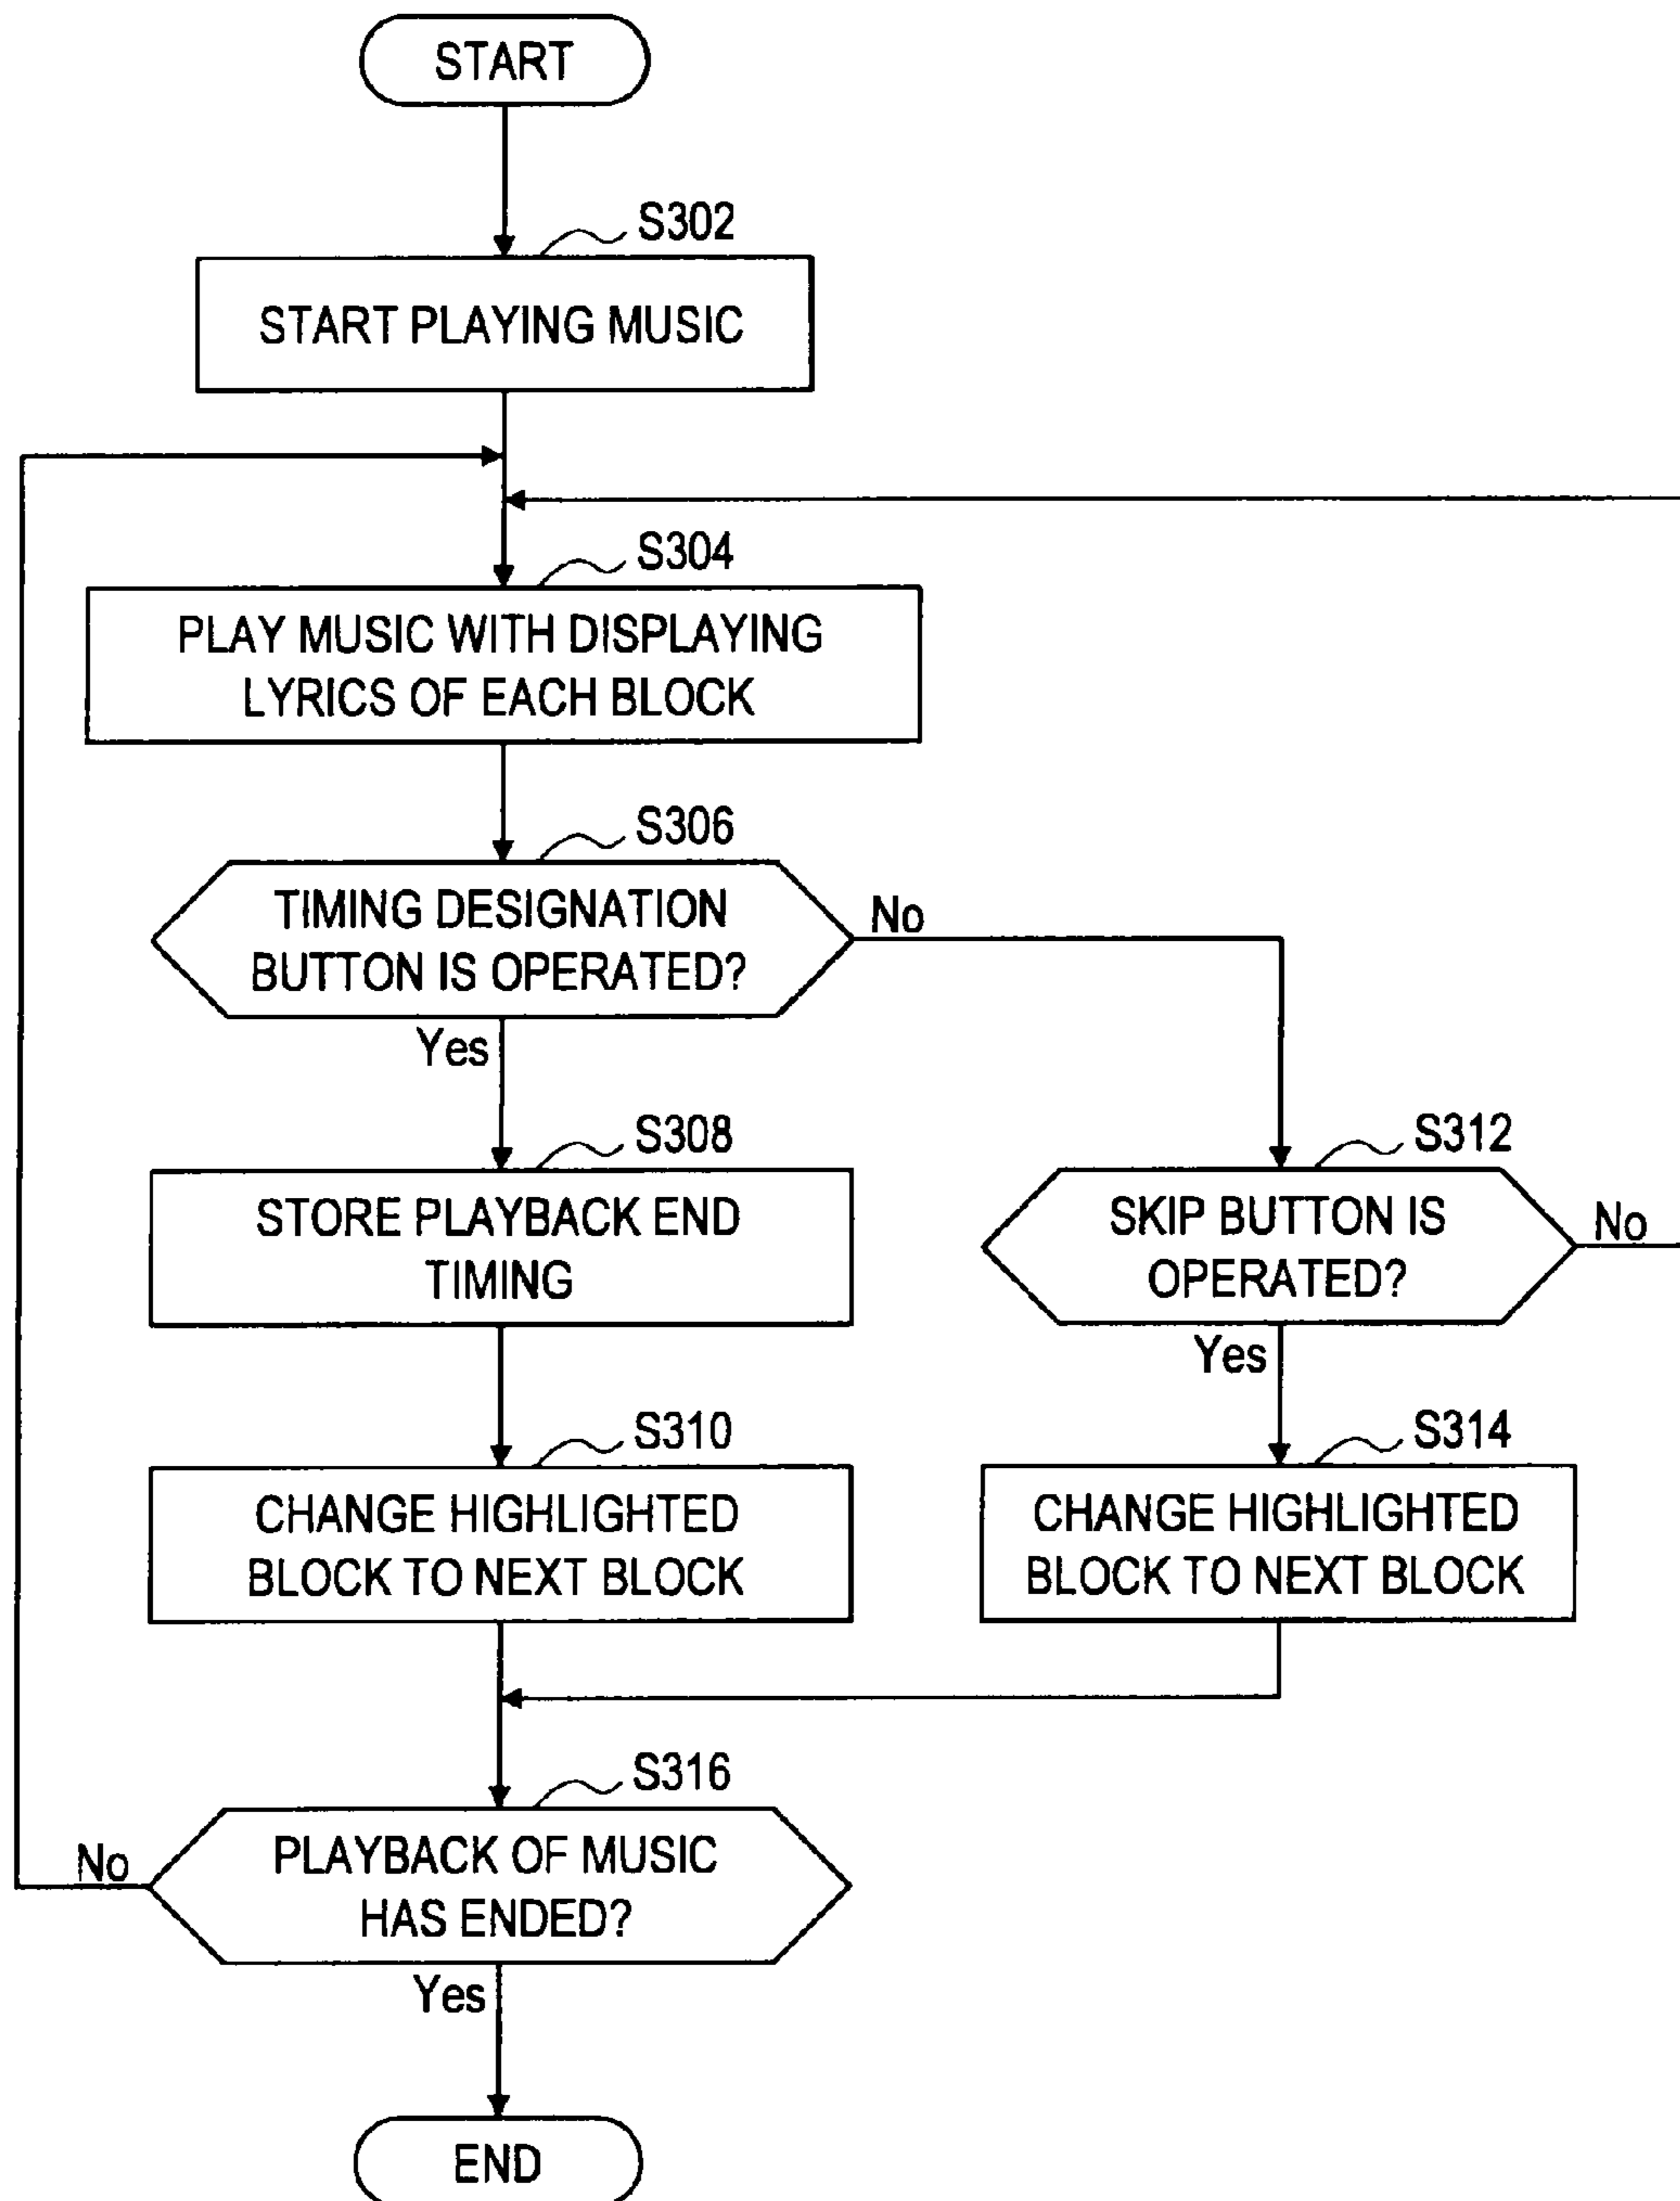 START
S302
START PLAYING MUSIC
S304
PLAY MUSIC WITH DISPLAYING
LYRICS OF EACH BLOCK
S306
TIMING DESIGNATION
BUTTON IS OPERATED?
No
Yes
S308
STORE PLAYBACK END
TIMING
S312
SKIP BUTTON IS
OPERATED?
No
Yes
S310
CHANGE HIGHLIGHTED
BLOCK TO NEXT BLOCK
S314
CHANGE HIGHLIGHTED
BLOCK TO NEXT BLOCK
S316
PLAYBACK OF MUSIC
HAS ENDED?
No
Yes
END